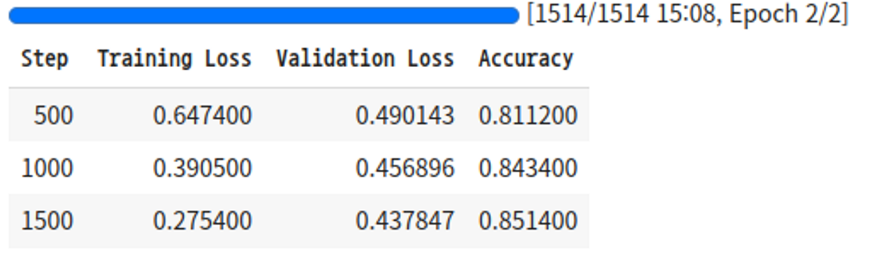 [1514/1514 15:08, Epoch 2/2]
Step Training Loss Validation Loss Accuracy
500 0.647400 0.490143 0.811200
1000 0.390500 0.456896 0.843400
1500 0.275400 0.437847 0.851400